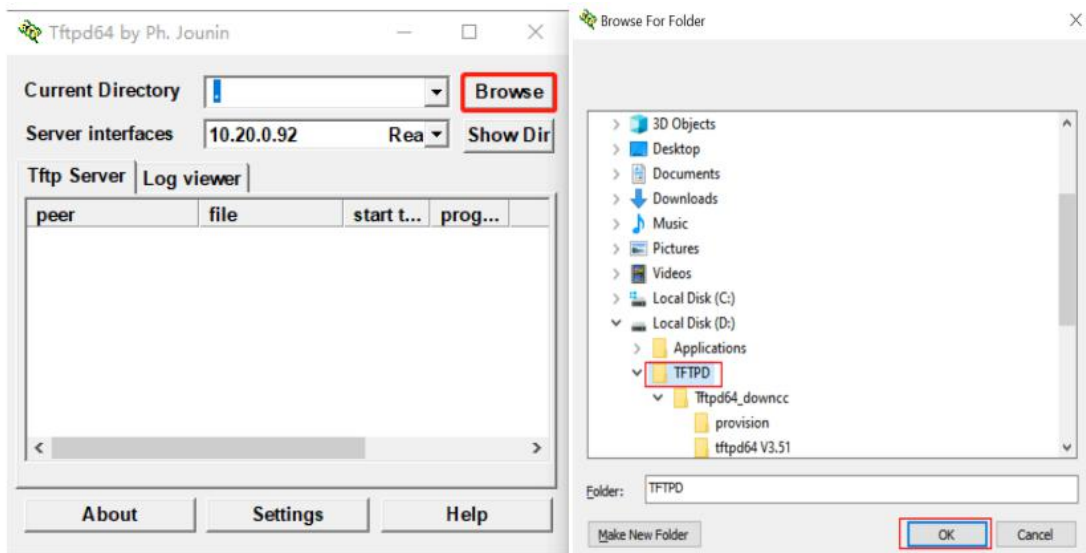 Tftpd64 by Ph. Jounin
Current Directory . Browse
Server interfaces 10.20.0.92 Rea Show Dir
Tftp Server Log viewer
peer file start t... prog...
About Settings Help
Browse For Folder
3D Objects
Desktop
Documents
Downloads
Music
Pictures
Videos
Local Disk (C:)
Local Disk (D:)
Applications
TFTPD
Tftpd64_downcc
provision
tftpd64 V3.51
Folder: TFTPD
Make New Folder OK Cancel